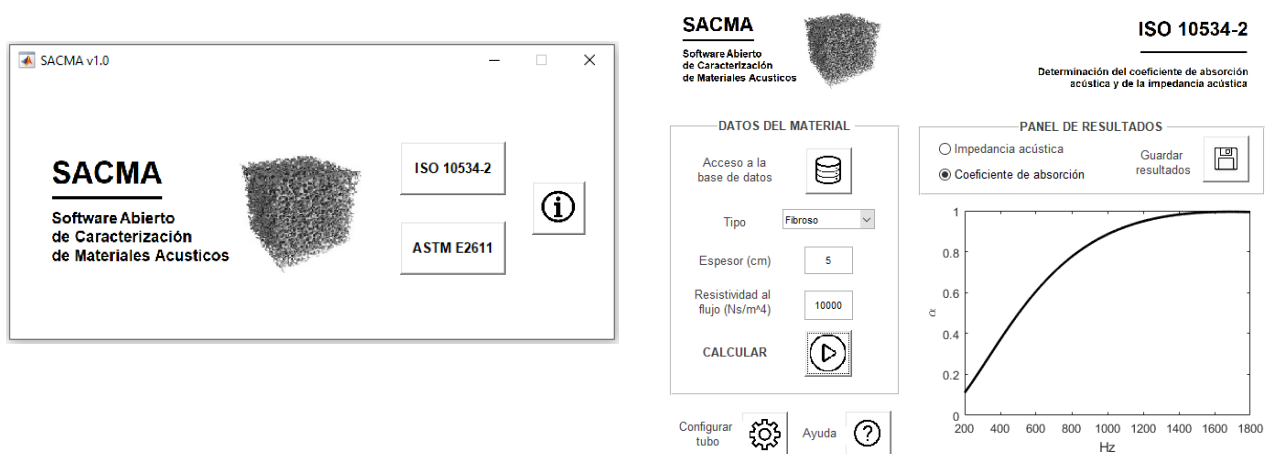 SACMA v1.0
SACMA
Software Abierto
de Caracterización
de Materiales Acusticos
ISO 10534-2
ASTM E2611
SACMA
Software Abierto
de Caracterización
de Materiales Acusticos
ISO 10534-2
Determinación del coeficiente de absorción
acústica y de la impedancia acústica
DATOS DEL MATERIAL
Acceso a la
base de datos
Tipo
Fibroso
Espesor (cm)
5
Resistividad al
flujo (Ns/m^4)
10000
CALCULAR
Configurar
tubo
Ayuda
PANEL DE RESULTADOS
Impedancia acústica
Coeficiente de absorción
Guardar
resultados
1
0.8
0.6
0.4
0.2
0
α
200 400 600 800 1000 1200 1400 1600 1800
Hz